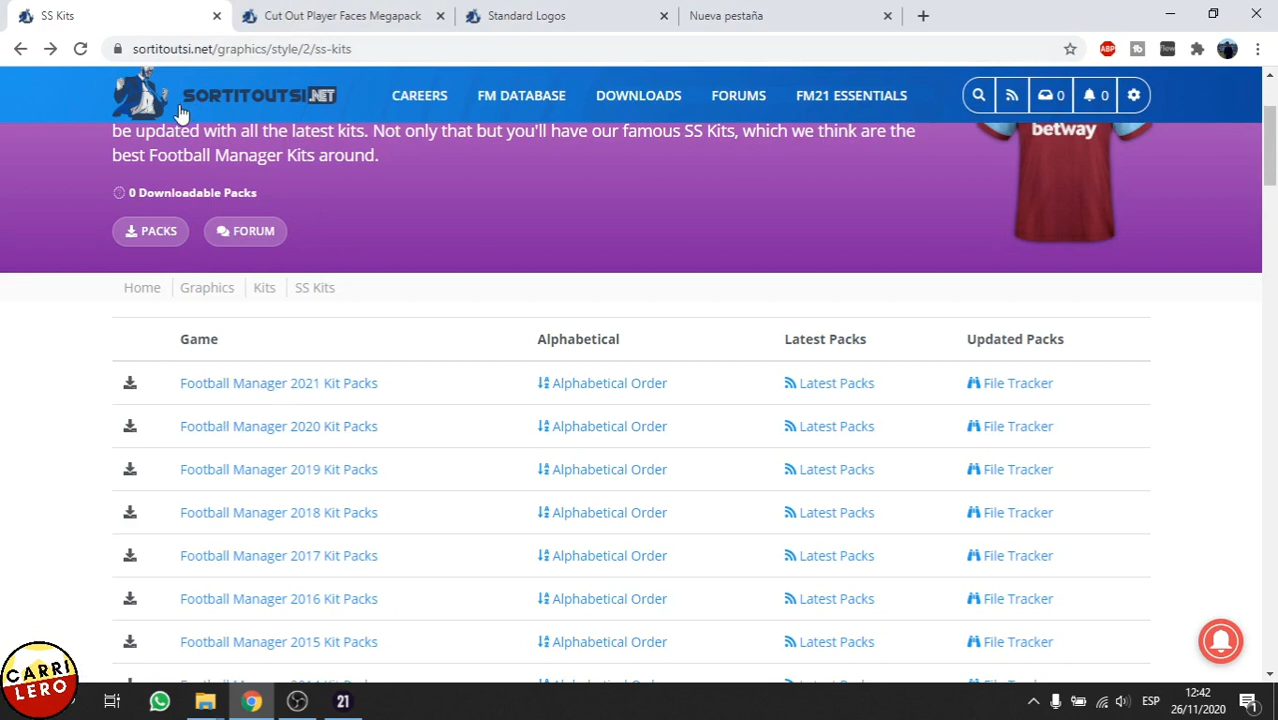 SS Kits
Cut Out Player Faces Megapack
Standard Logos
Nueva pestaña
sortitoutsi.net/graphics/style/2/ss-kits
ABP
SORTITOUTSI.NET
CAREERS
FM DATABASE
DOWNLOADS
FORUMS
FM21 ESSENTIALS
0
0
be updated with all the latest kits. Not only that but you'll have our famous SS Kits, which we think are the
best Football Manager Kits around.
betway
0 Downloadable Packs
PACKS
FORUM
Home
Graphics
Kits
SS Kits
Game Alphabetical Latest Packs Updated Packs
Football Manager 2021 Kit Packs Alphabetical Order Latest Packs File Tracker
Football Manager 2020 Kit Packs Alphabetical Order Latest Packs File Tracker
Football Manager 2019 Kit Packs Alphabetical Order Latest Packs File Tracker
Football Manager 2018 Kit Packs Alphabetical Order Latest Packs File Tracker
Football Manager 2017 Kit Packs Alphabetical Order Latest Packs File Tracker
Football Manager 2016 Kit Packs Alphabetical Order Latest Packs File Tracker
Football Manager 2015 Kit Packs Alphabetical Order Latest Packs File Tracker
CARRI
LERO
21
ESP
12:42
26/11/2020
1